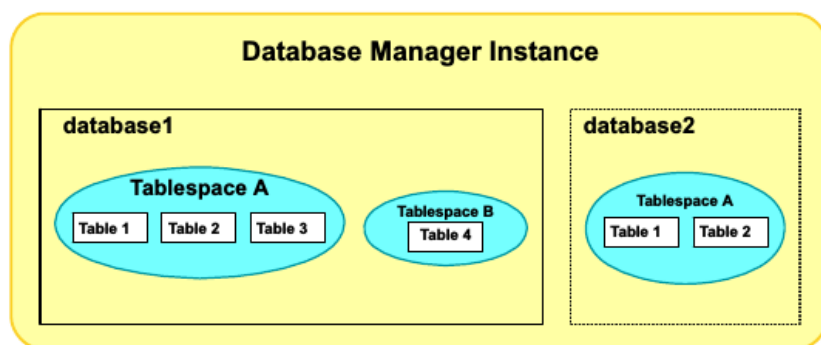 Database Manager Instance
database1
Tablespace A
Table 1
Table 2
Table 3
Tablespace B
Table 4
database2
Tablespace A
Table 1
Table 2